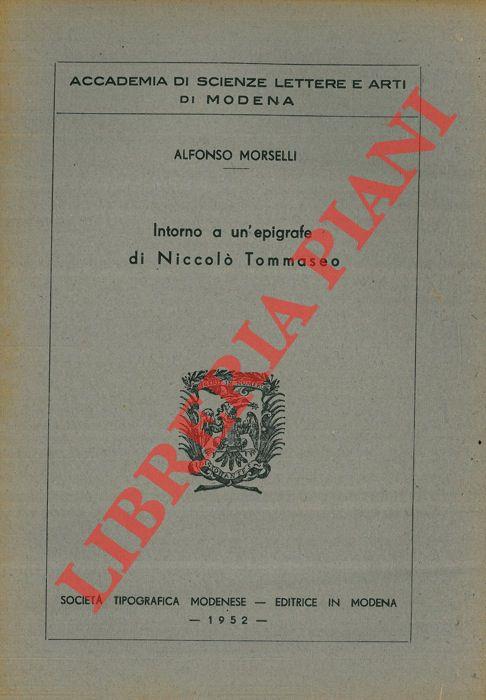 ACCADEMIA DI SCIENZE LETTERE E ARTI
DI MODENA
ALFONSO MORSELLI
Intorno a un'epigrafe
di Niccolò Tommaseo
SOCIETÀ TIPOGRAFICA MODENESE — EDITRICE IN MODENA
— 1952 —
LIBRERIA PIANI